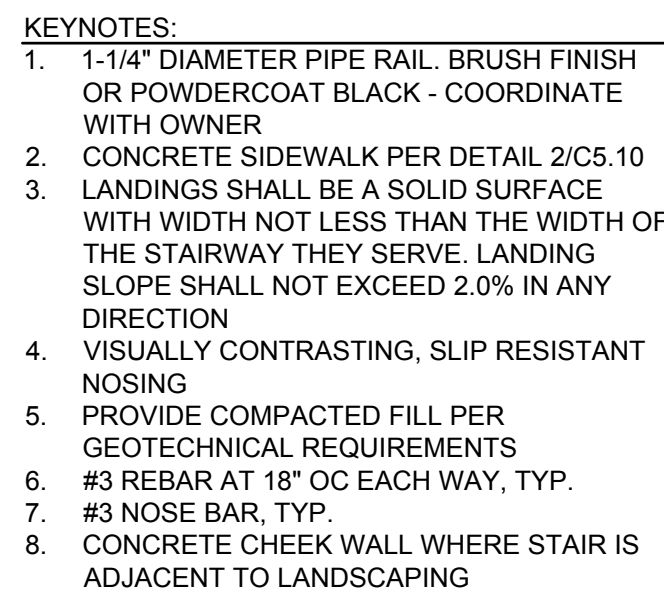 KEYNOTES:
1. 1-1/4" DIAMETER PIPE RAIL. BRUSH FINISH
OR POWDERCOAT BLACK - COORDINATE
WITH OWNER
2. CONCRETE SIDEWALK PER DETAIL 2/C5.10
3. LANDINGS SHALL BE A SOLID SURFACE
WITH WIDTH NOT LESS THAN THE WIDTH OF
THE STAIRWAY THEY SERVE. LANDING
SLOPE SHALL NOT EXCEED 2.0% IN ANY
DIRECTION
4. VISUALLY CONTRASTING, SLIP RESISTANT
NOSING
5. PROVIDE COMPACTED FILL PER
GEOTECHNICAL REQUIREMENTS
6. #3 REBAR AT 18" OC EACH WAY, TYP.
7. #3 NOSE BAR, TYP.
8. CONCRETE CHEEK WALL WHERE STAIR IS
ADJACENT TO LANDSCAPING